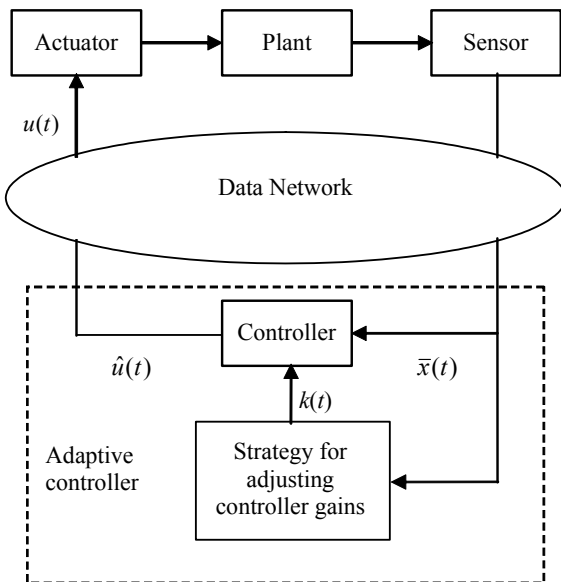 Actuator
Plant
Sensor
u(t)
Data Network
Controller
û(t)
x̄(t)
k(t)
Strategy for
adjusting
controller gains
Adaptive
controller